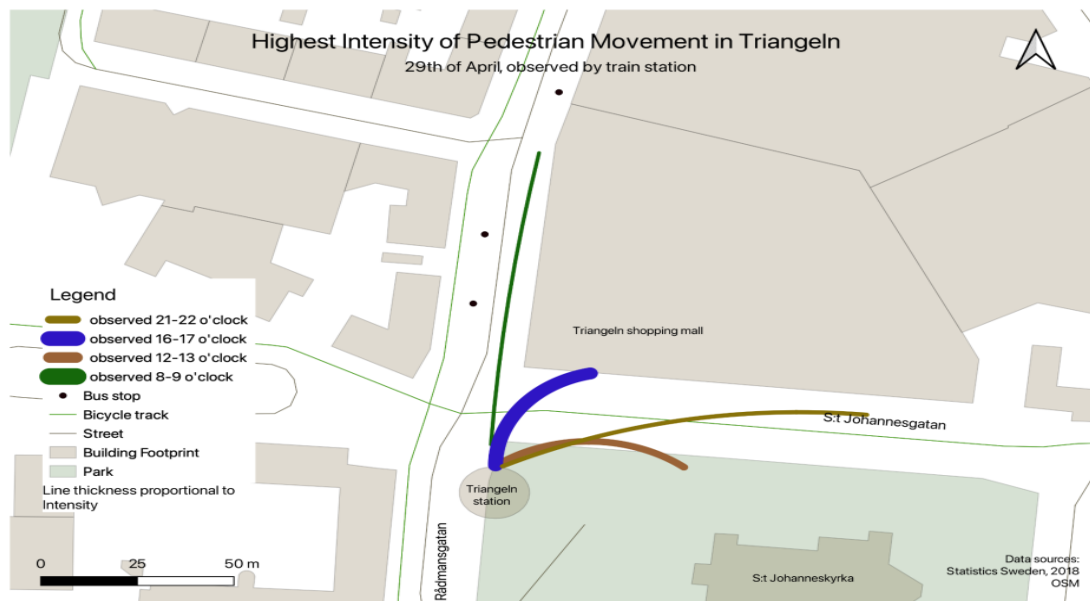 Highest Intensity of Pedestrian Movement in Triangeln
29th of April, observed by train station
Triangeln shopping mall
S:t Johannesgatan
Triangeln
station
Rådmansgatan
S:t Johanneskyrka
Legend
observed 21-22 o'clock
observed 16-17 o'clock
observed 12-13 o'clock
observed 8-9 o'clock
Bus stop
Bicycle track
Street
Building Footprint
Park
Line thickness proportional to
Intensity
0 25 50 m
Data sources:
Statistics Sweden, 2018
OSM